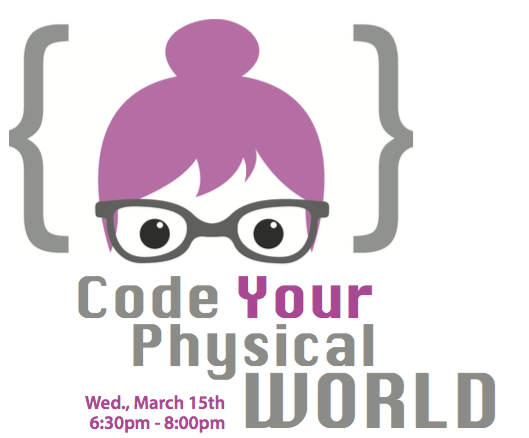 { }
Code Your
Physical
WORLD
Wed., March 15th
6:30pm - 8:00pm